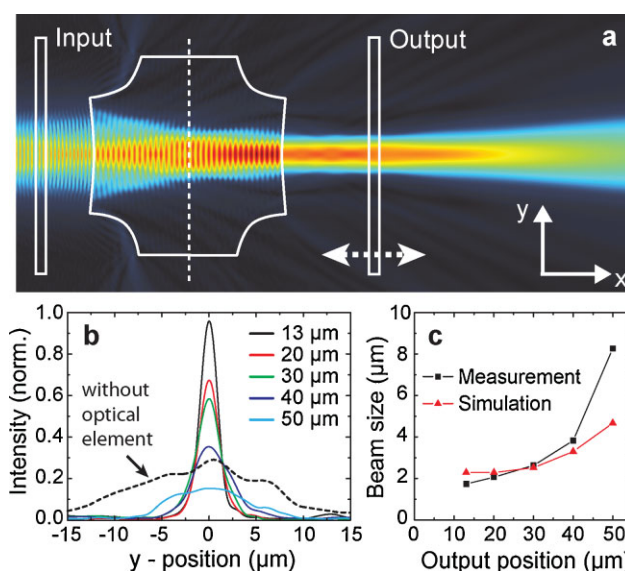 Input
Output
a
y
x
b
Intensity (norm.)
1.0
0.8
0.6
0.4
0.2
0.0
without
optical
element
13 µm
20 µm
30 µm
40 µm
50 µm
-15
-10
-5
0
5
10
15
y - position (µm)
c
Beam size (µm)
10
8
6
4
2
0
Measurement
Simulation
0
10
20
30
40
50
Output position (µm)